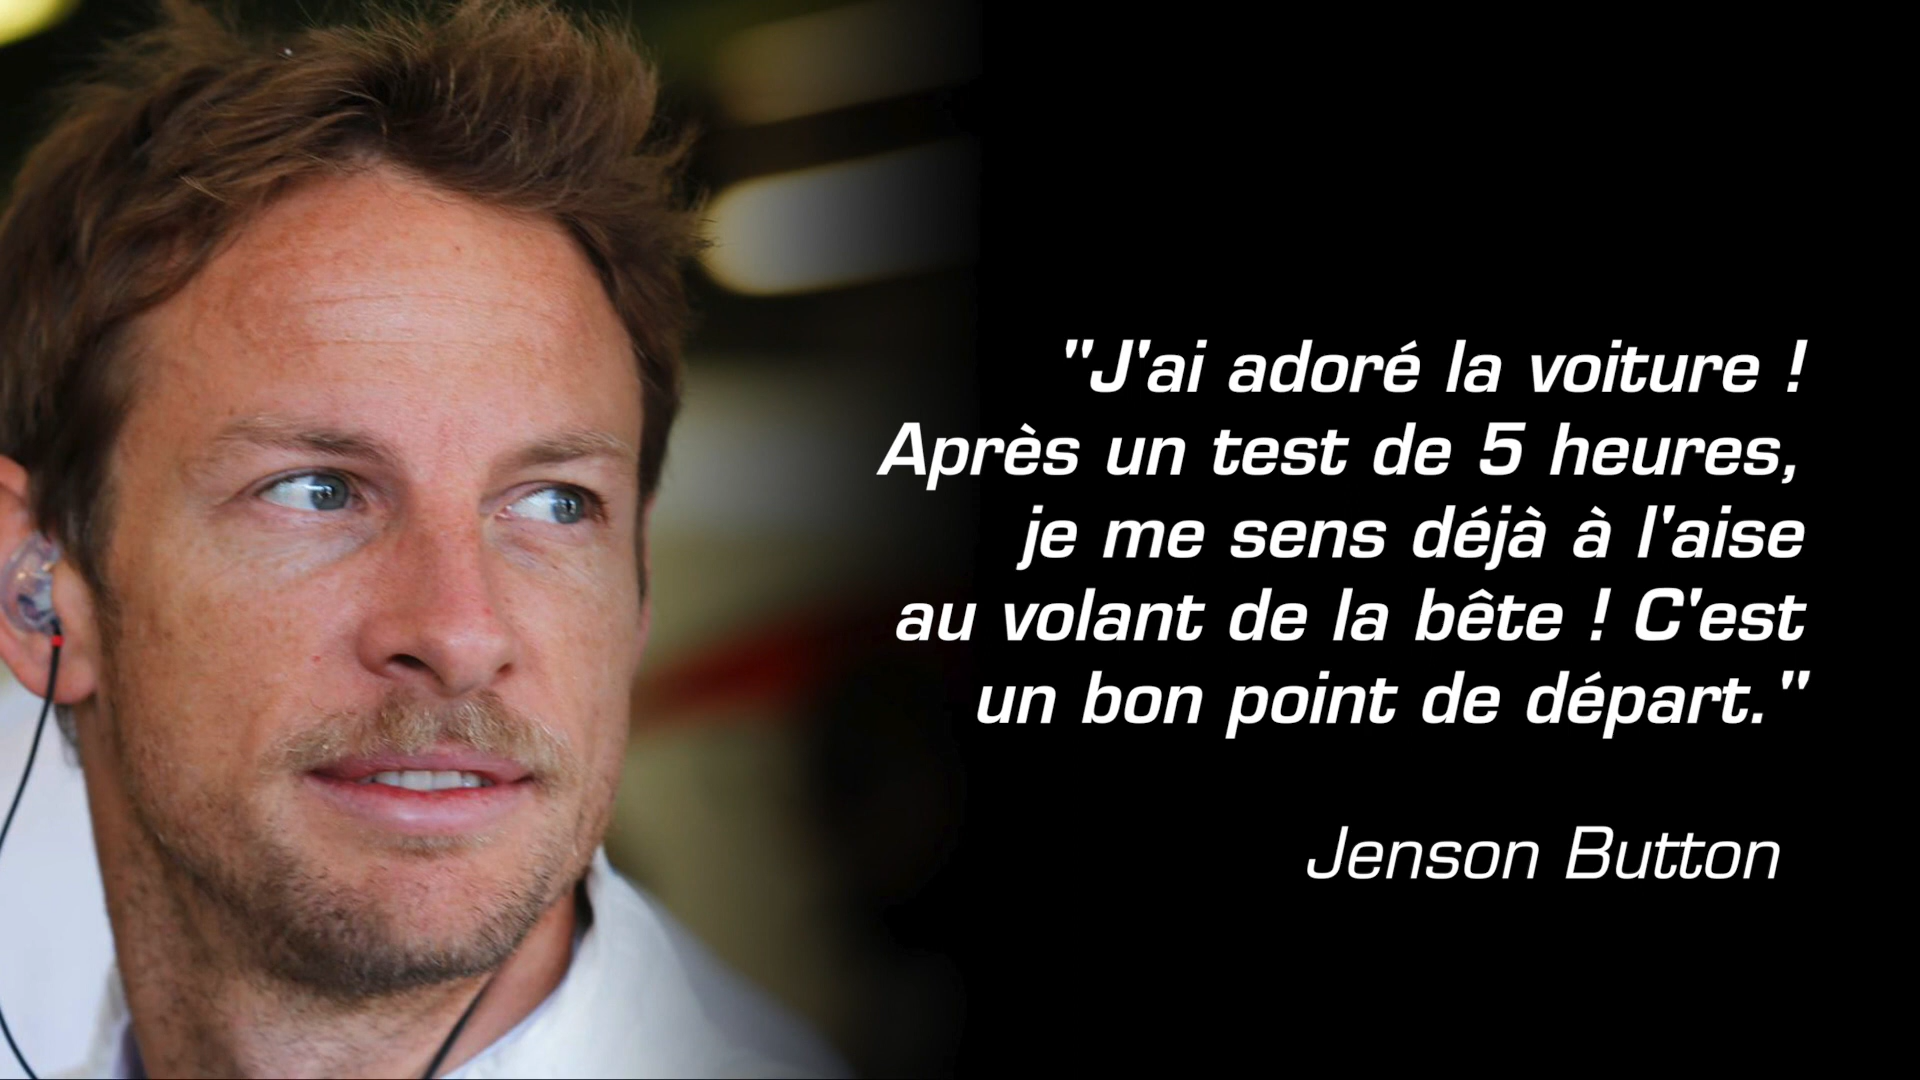 "J'ai adoré la voiture !
Après un test de 5 heures,
je me sens déjà à l'aise
au volant de la bête ! C'est
un bon point de départ."
Jenson Button